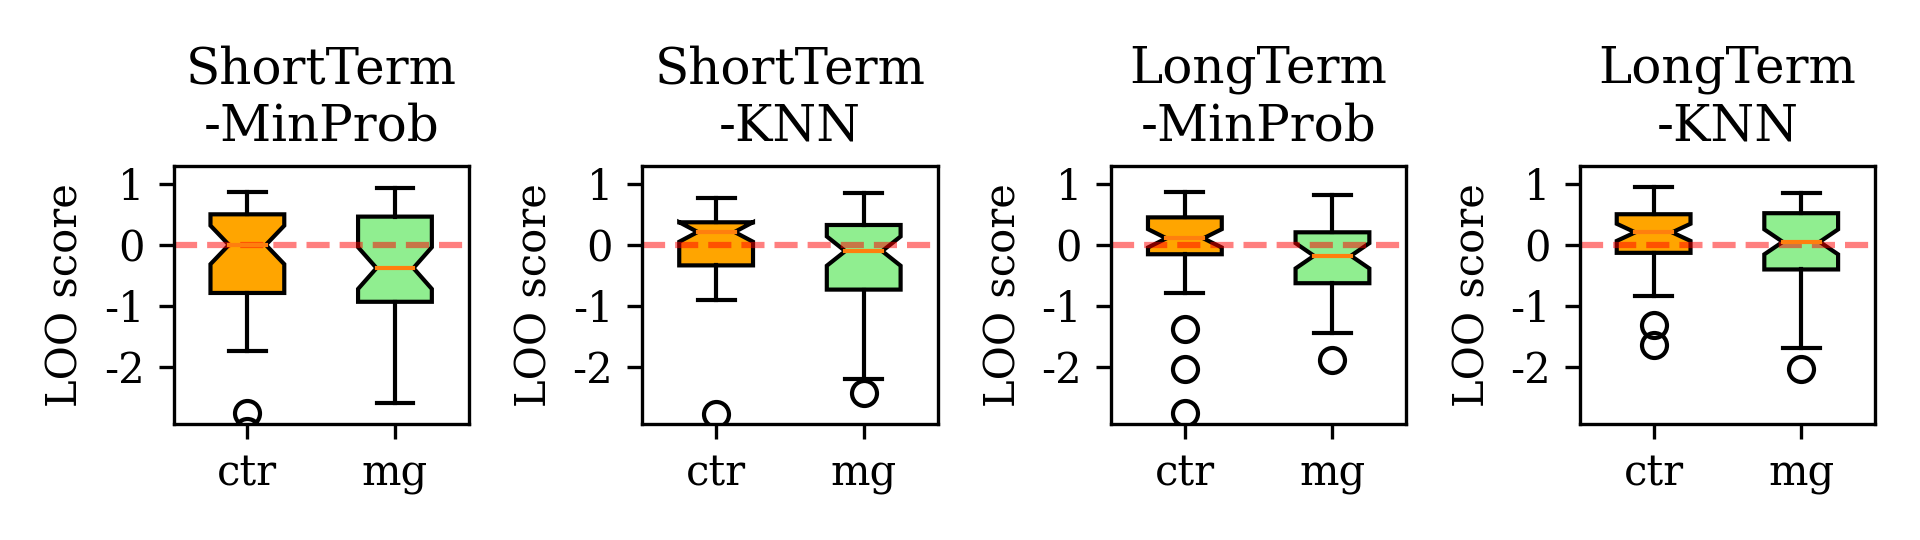 ShortTerm
-MinProb
LOO score
1
0
-1
-2
ctr
mg
ShortTerm
-KNN
LOO score
1
0
-1
-2
ctr
mg
LongTerm
-MinProb
LOO score
1
0
-1
-2
ctr
mg
LongTerm
-KNN
LOO score
1
0
-1
-2
ctr
mg